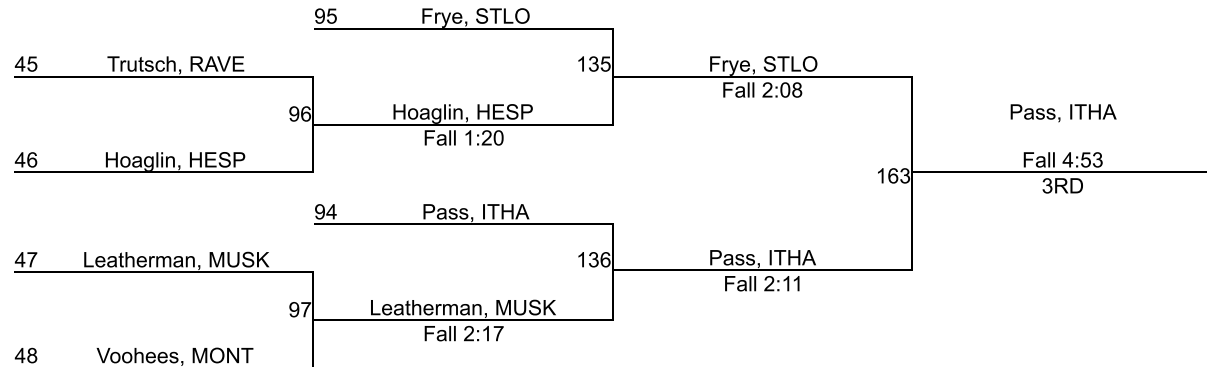 95 Frye, STLO
45 Trutsch, RAVE
135 Frye, STLO
Fall 2:08
96 Hoaglin, HESP
Fall 1:20
Pass, ITHA
46 Hoaglin, HESP
Fall 4:53
163
3RD
94 Pass, ITHA
47 Leatherman, MUSK
136 Pass, ITHA
Fall 2:11
97 Leatherman, MUSK
Fall 2:17
48 Voohees, MONT